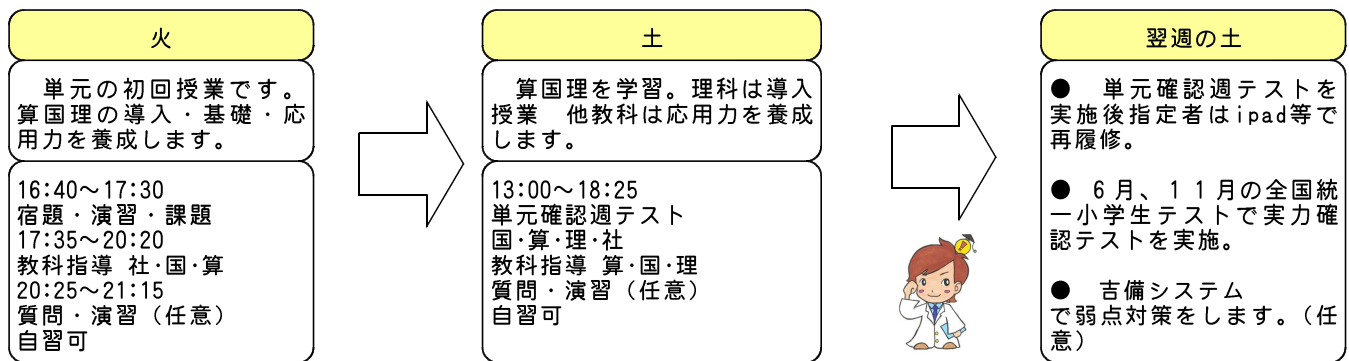 火
単元の初回授業です。
算国理の導入・基礎・応
用力を養成します。
16:40～17:30
宿題・演習・課題
17:35～20:20
教科指導 社・国・算
20:25～21:15
質問・演習（任意）
自習可
土
算国理を学習。理科は導入
授業　他教科は応用力を養成
します。
13:00～18:25
単元確認週テスト
国・算・理・社
教科指導 算・国・理
質問・演習（任意）
自習可
翌週の土
●　単元確認週テストを
実施後指定者はipad等で
再履修。
●　6月、11月の全国統
一小学生テストで実力確
認テストを実施。
●　吉備システム
で弱点対策をします。（任
意）